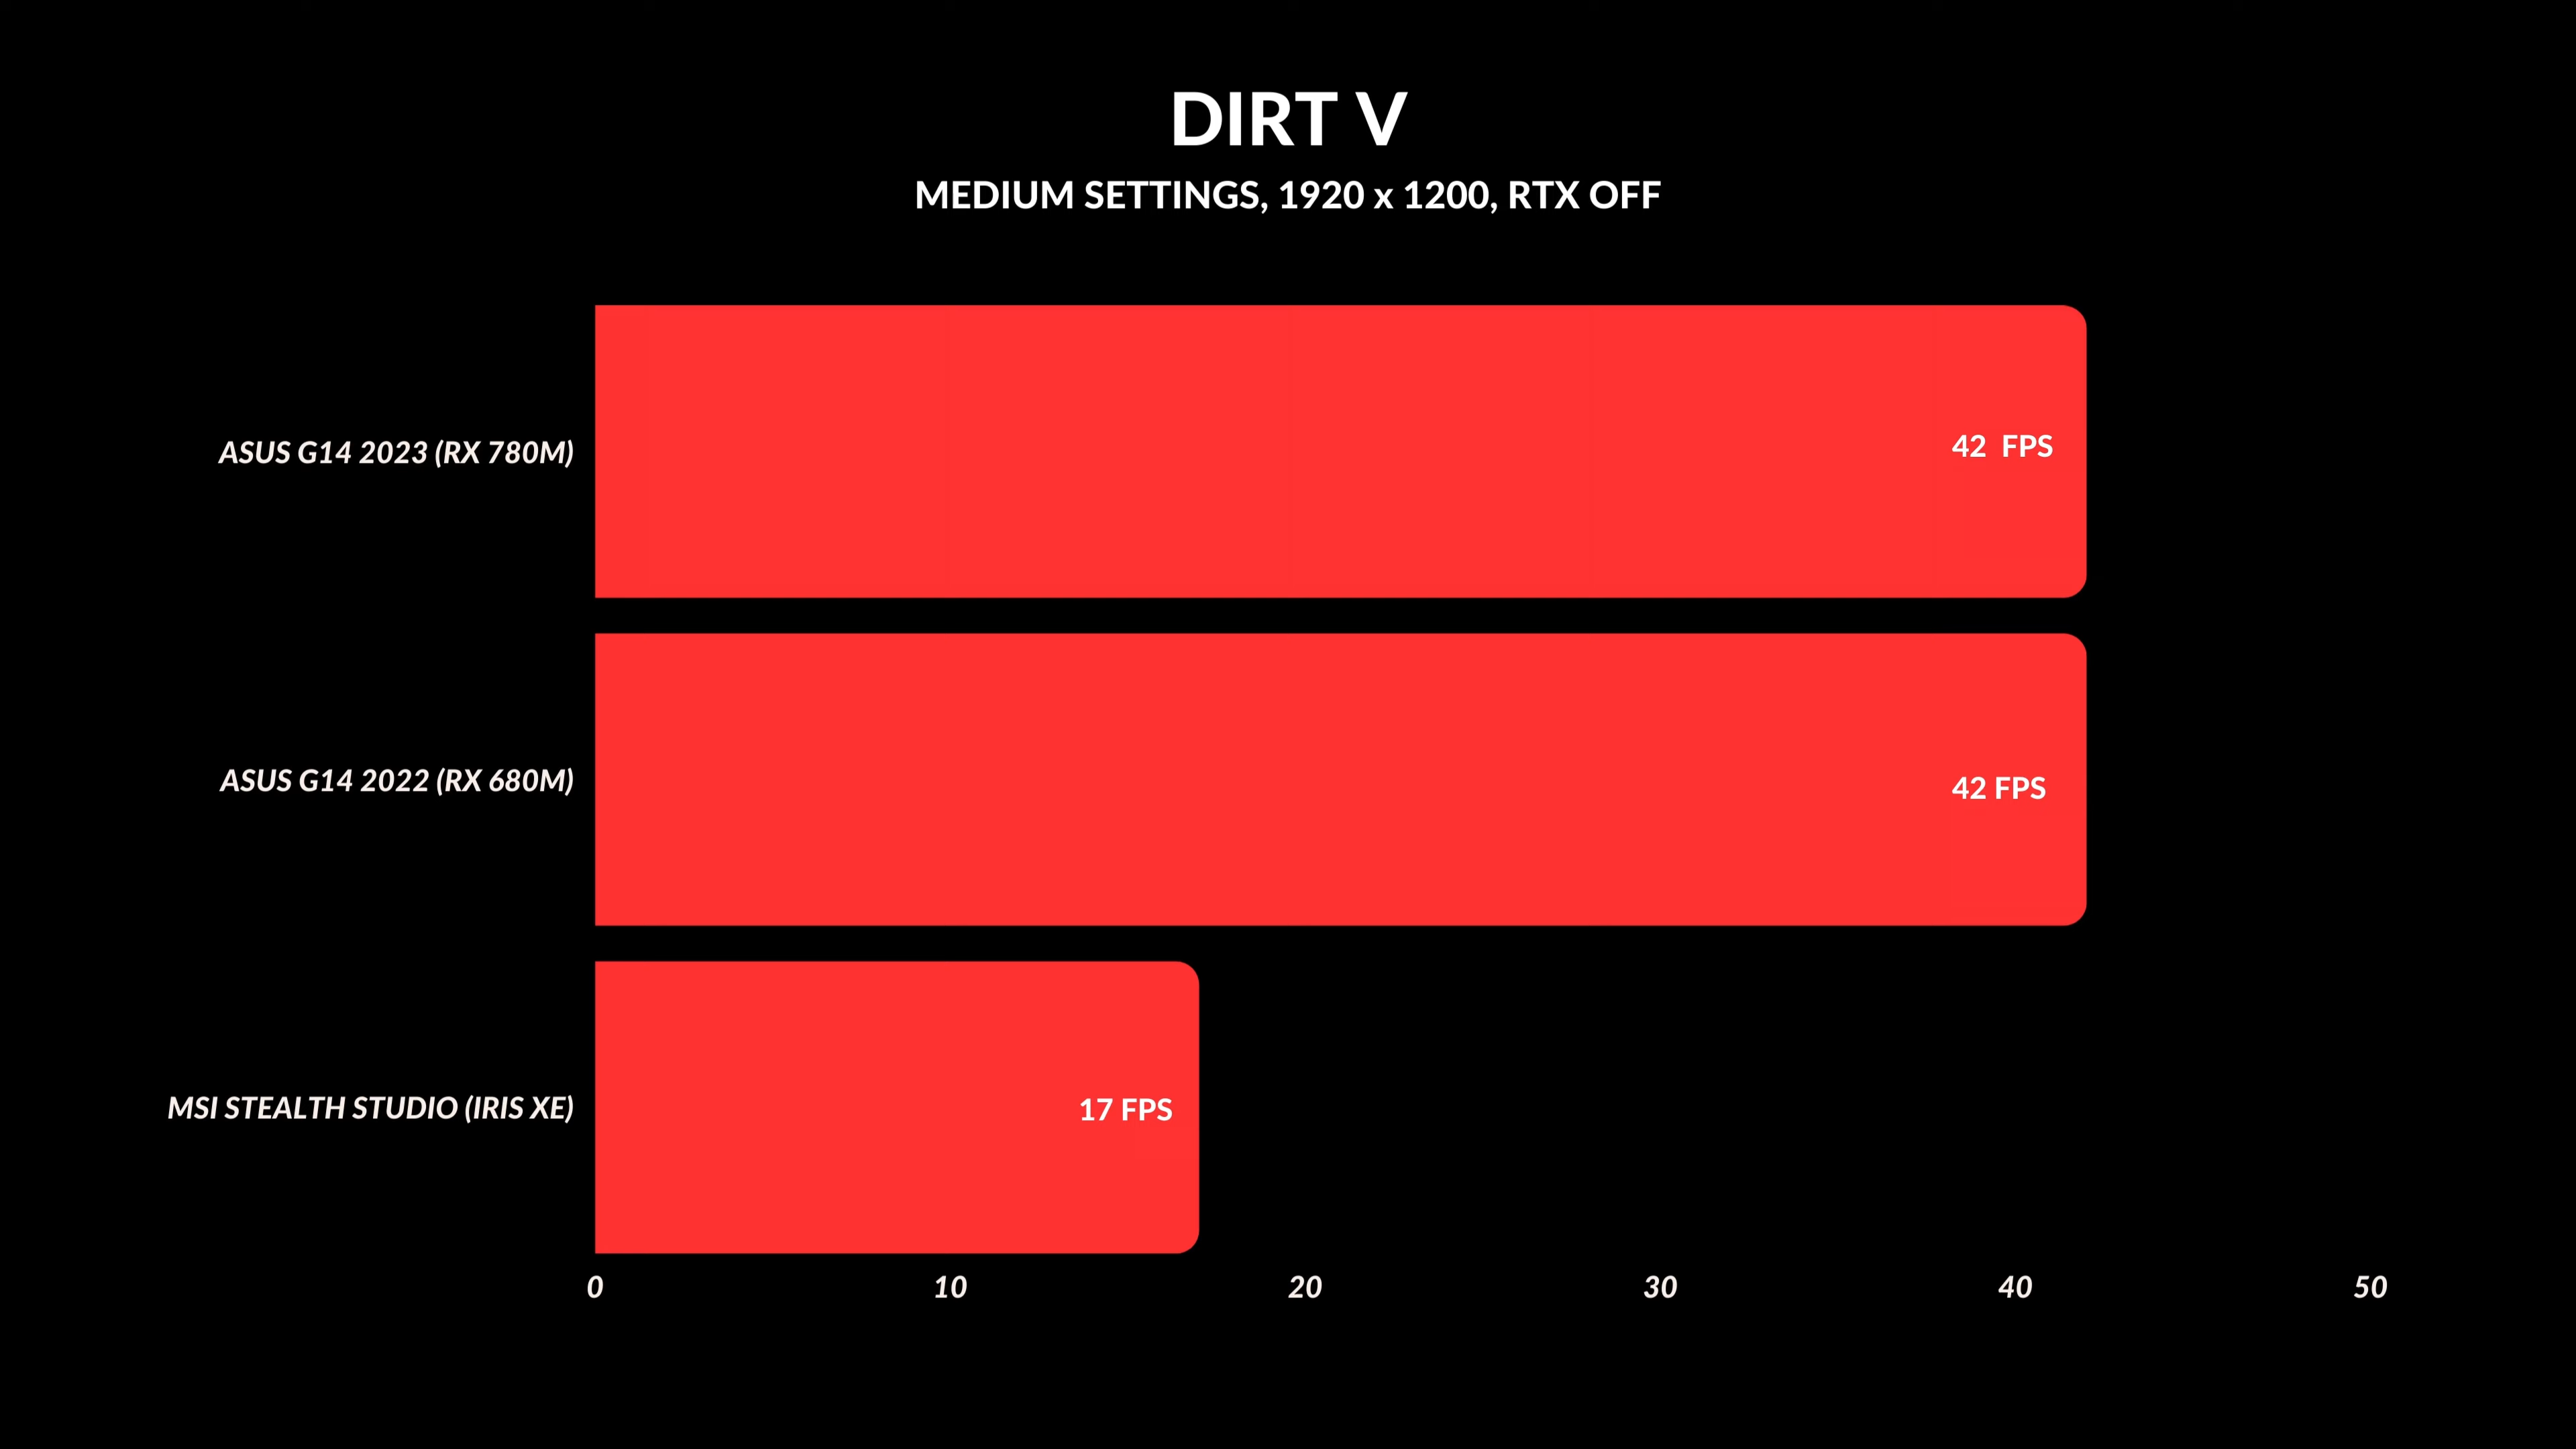 DIRT V
MEDIUM SETTINGS, 1920 x 1200, RTX OFF
ASUS G14 2023 (RX 780M)
42  FPS
ASUS G14 2022 (RX 680M)
42 FPS
MSI STEALTH STUDIO (IRIS XE)
17 FPS
0 10 20 30 40 50